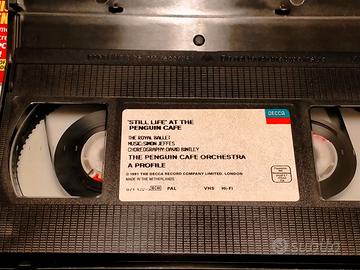 DECCA
'STILL LIFE' AT THE
PENGUIN CAFE
THE ROYAL BALLET
MUSIC:SIMON JEFFES
CHOREOGRAPHY:DAVID BINTLEY
THE PENGUIN CAFE ORCHESTRA
A PROFILE
© 1991 THE DECCA RECORD COMPANY LIMITED, LONDON
MADE IN THE NETHERLANDS
PAL VHS Hi-Fi
SUBITO